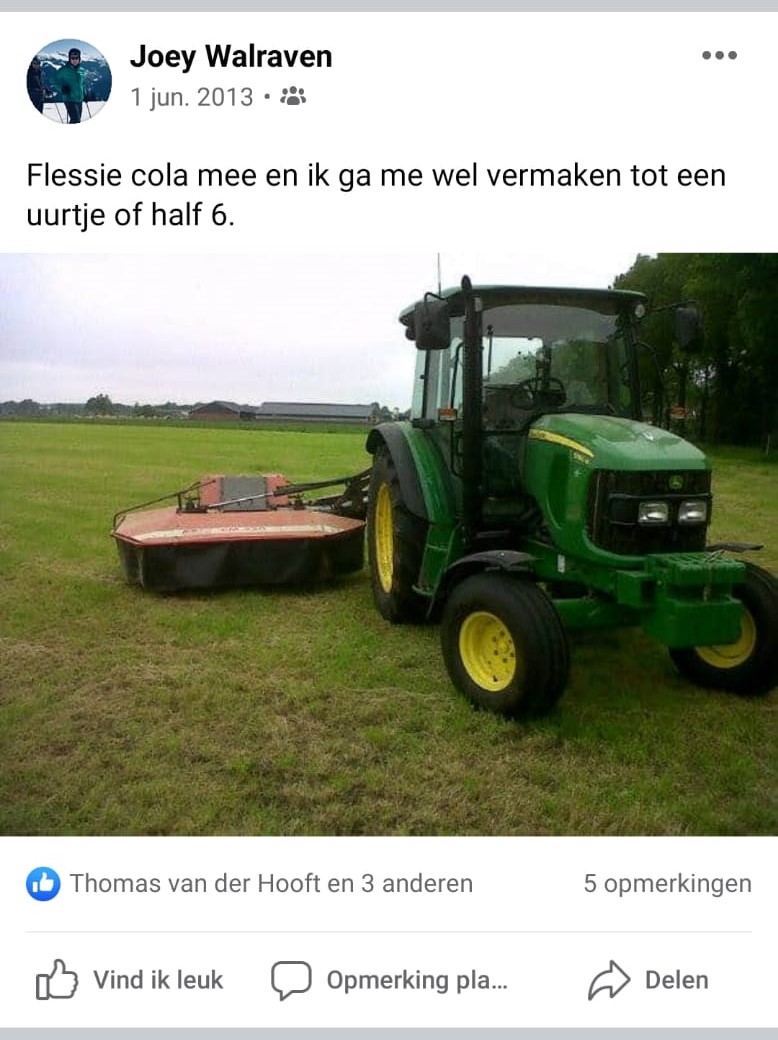 Joey Walraven
1 jun. 2013 •
Flessie cola mee en ik ga me wel vermaken tot een
uurtje of half 6.
Thomas van der Hooft en 3 anderen
5 opmerkingen
Vind ik leuk
Opmerking pla...
Delen